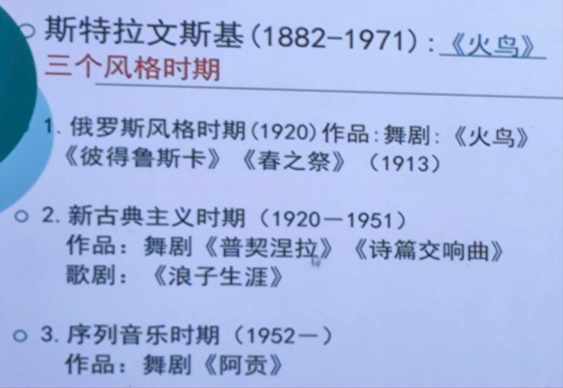 斯特拉文斯基(1882-1971):《火鸟》
三个风格时期
1.俄罗斯风格时期(1920)作品:舞剧:《火鸟》
《彼得鲁斯卡》《春之祭》（1913）
2.新古典主义时期（1920－1951）
作品：舞剧《普契涅拉》《诗篇交响曲》
歌剧：《浪子生涯》
3.序列音乐时期（1952－）
作品：舞剧《阿贡》